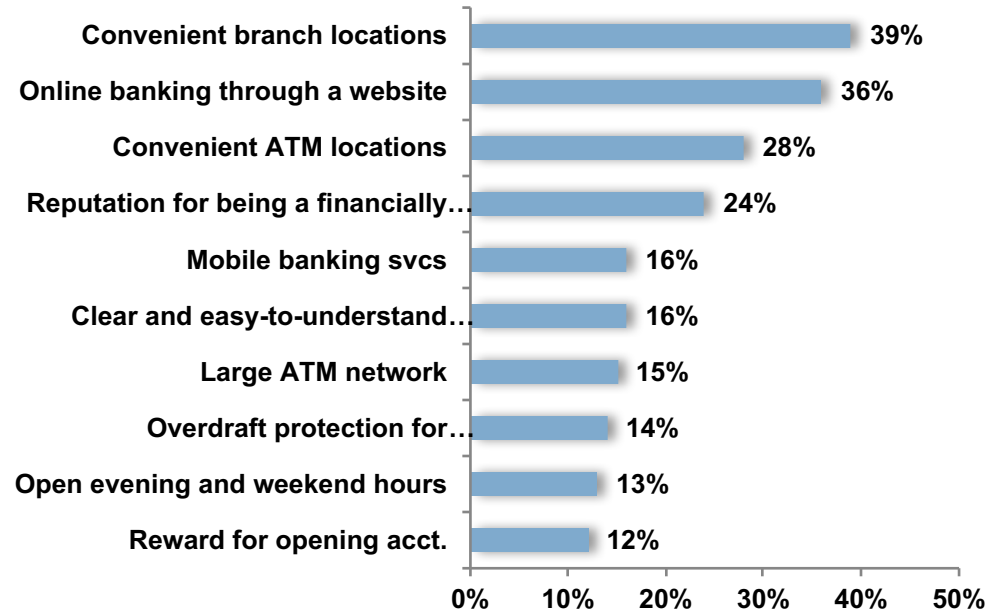 Convenient branch locations 39%
Online banking through a website 36%
Convenient ATM locations 28%
Reputation for being a financially… 24%
Mobile banking svcs 16%
Clear and easy-to-understand… 16%
Large ATM network 15%
Overdraft protection for… 14%
Open evening and weekend hours 13%
Reward for opening acct. 12%
0% 10% 20% 30% 40% 50%